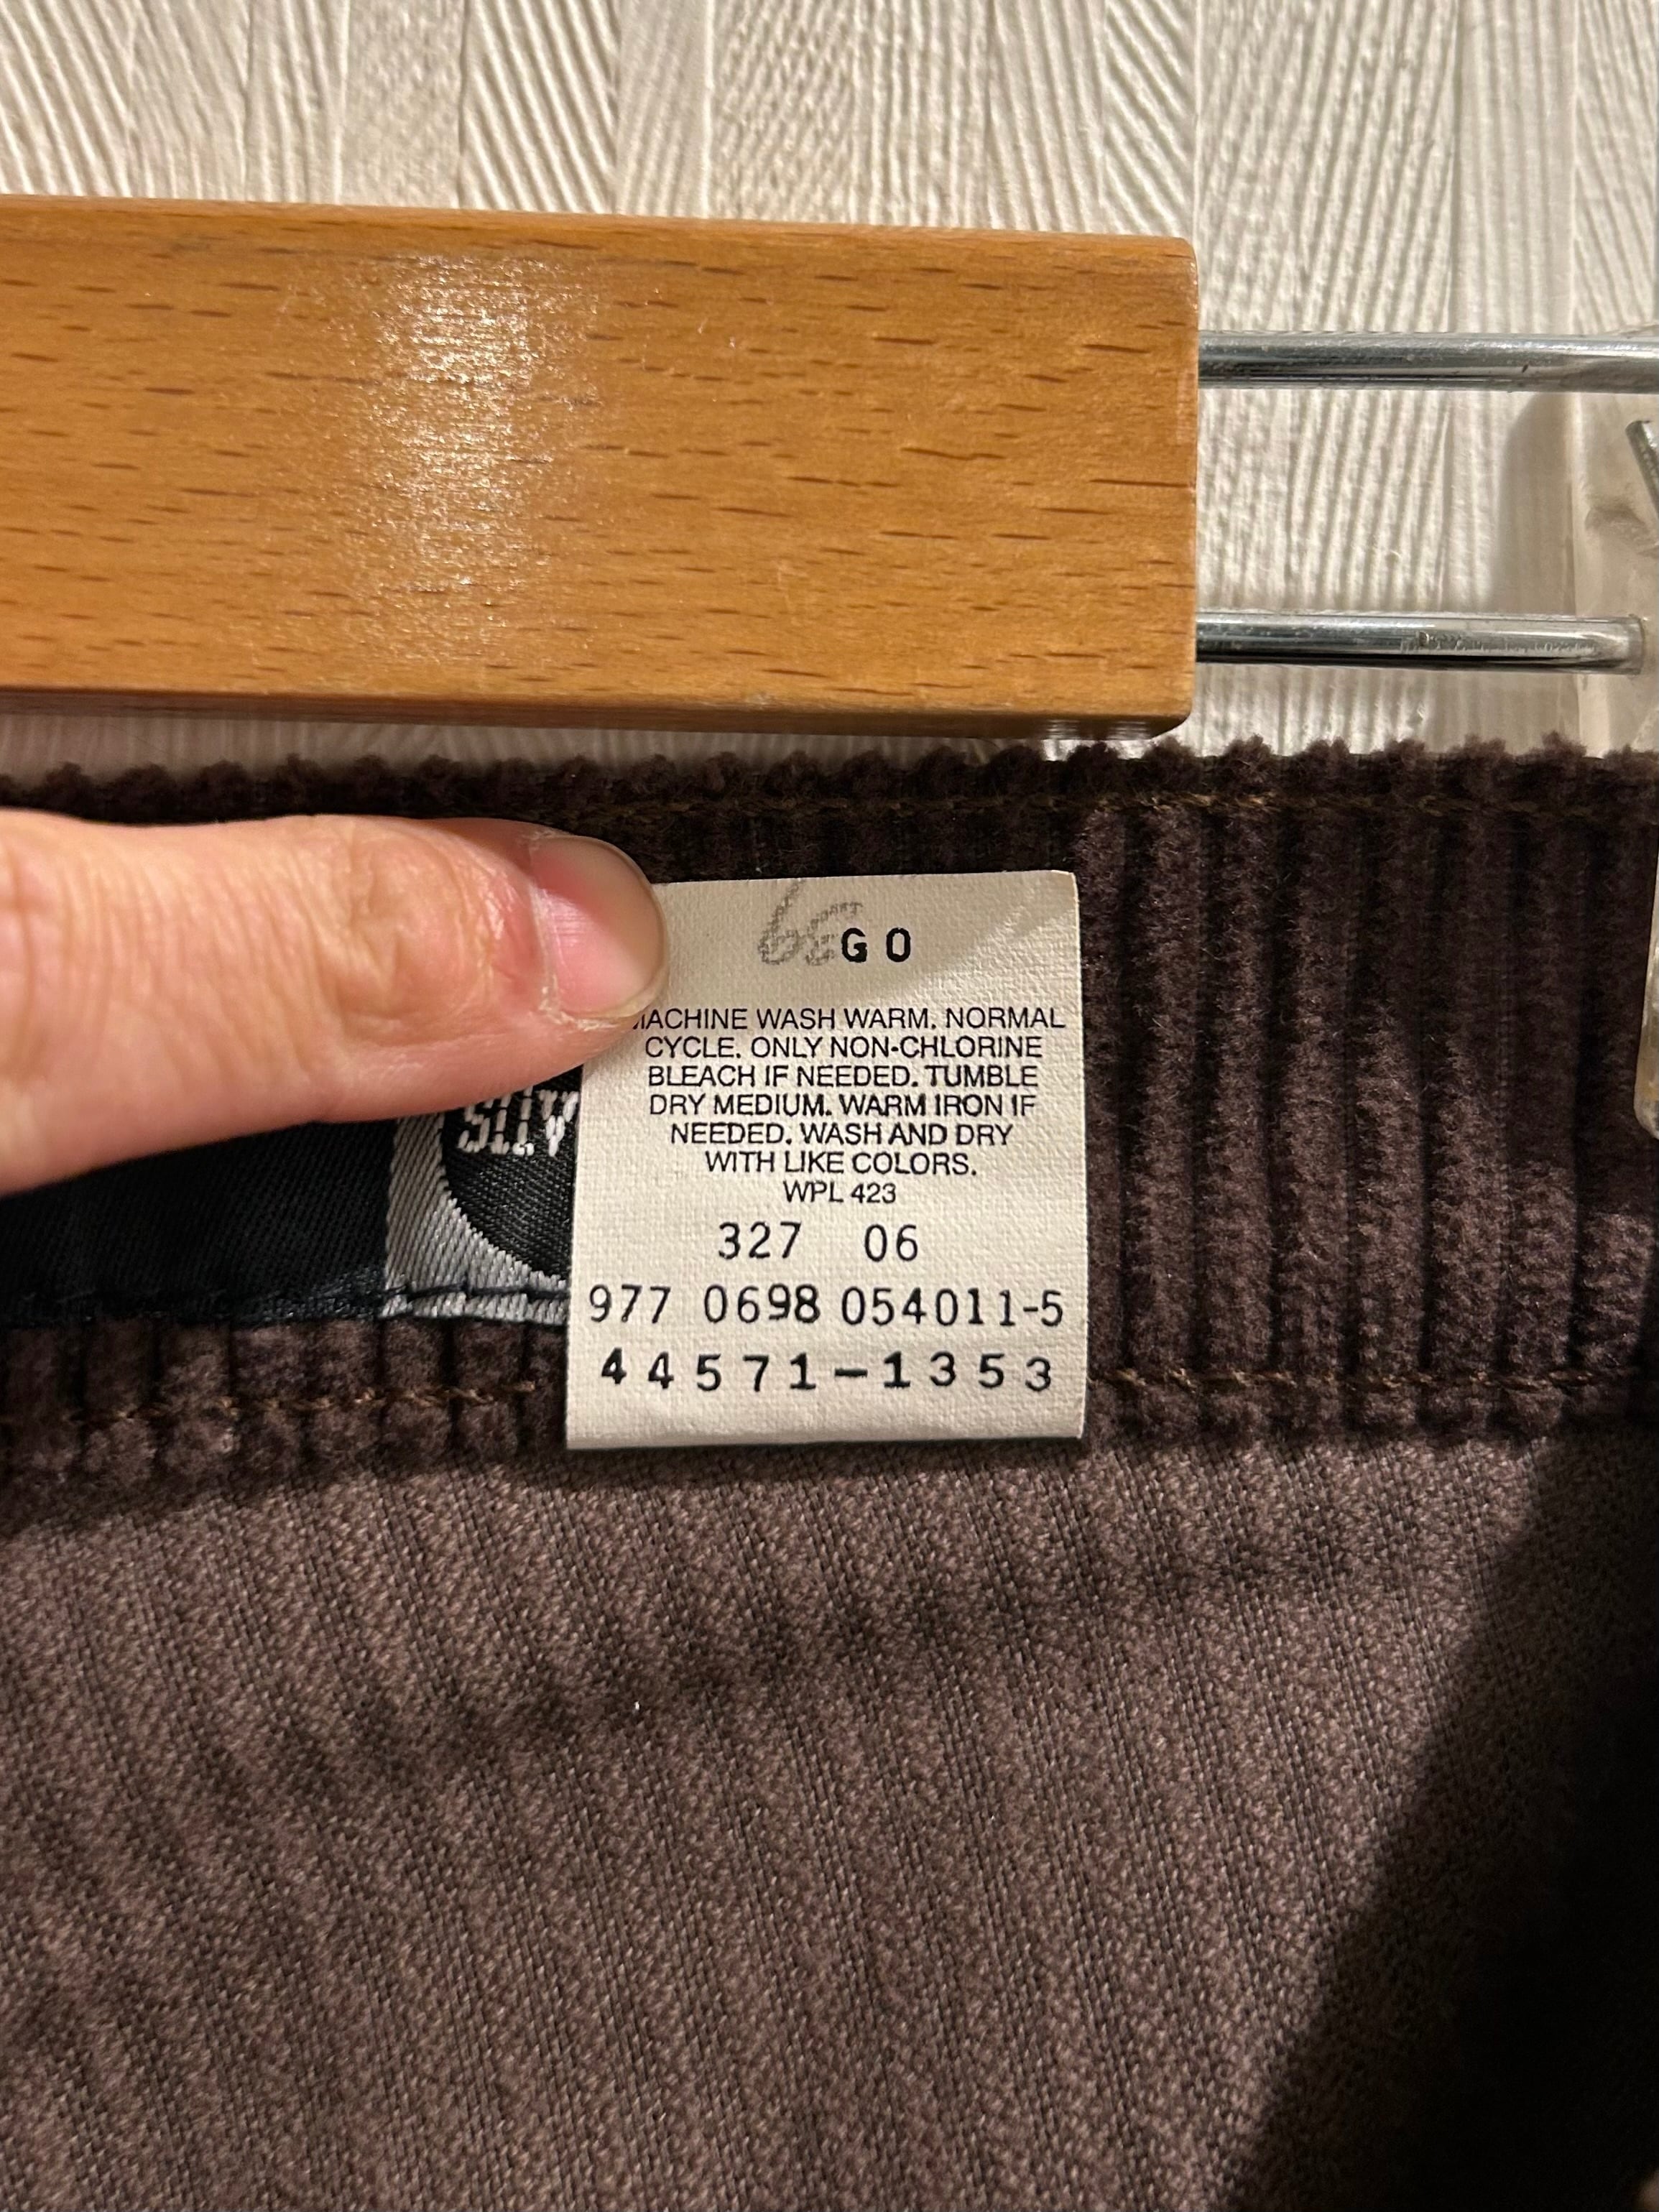 GO
MACHINE WASH WARM. NORMAL
CYCLE. ONLY NON-CHLORINE
BLEACH IF NEEDED. TUMBLE
DRY MEDIUM. WARM IRON IF
NEEDED. WASH AND DRY
WITH LIKE COLORS.
WPL 423
327 06
977 0698 054011-5
44571-1353